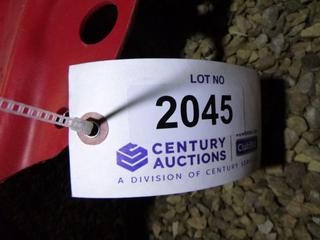 LOT NO
2045
CENTURY
AUCTIONS
A DIVISION OF CENTURY